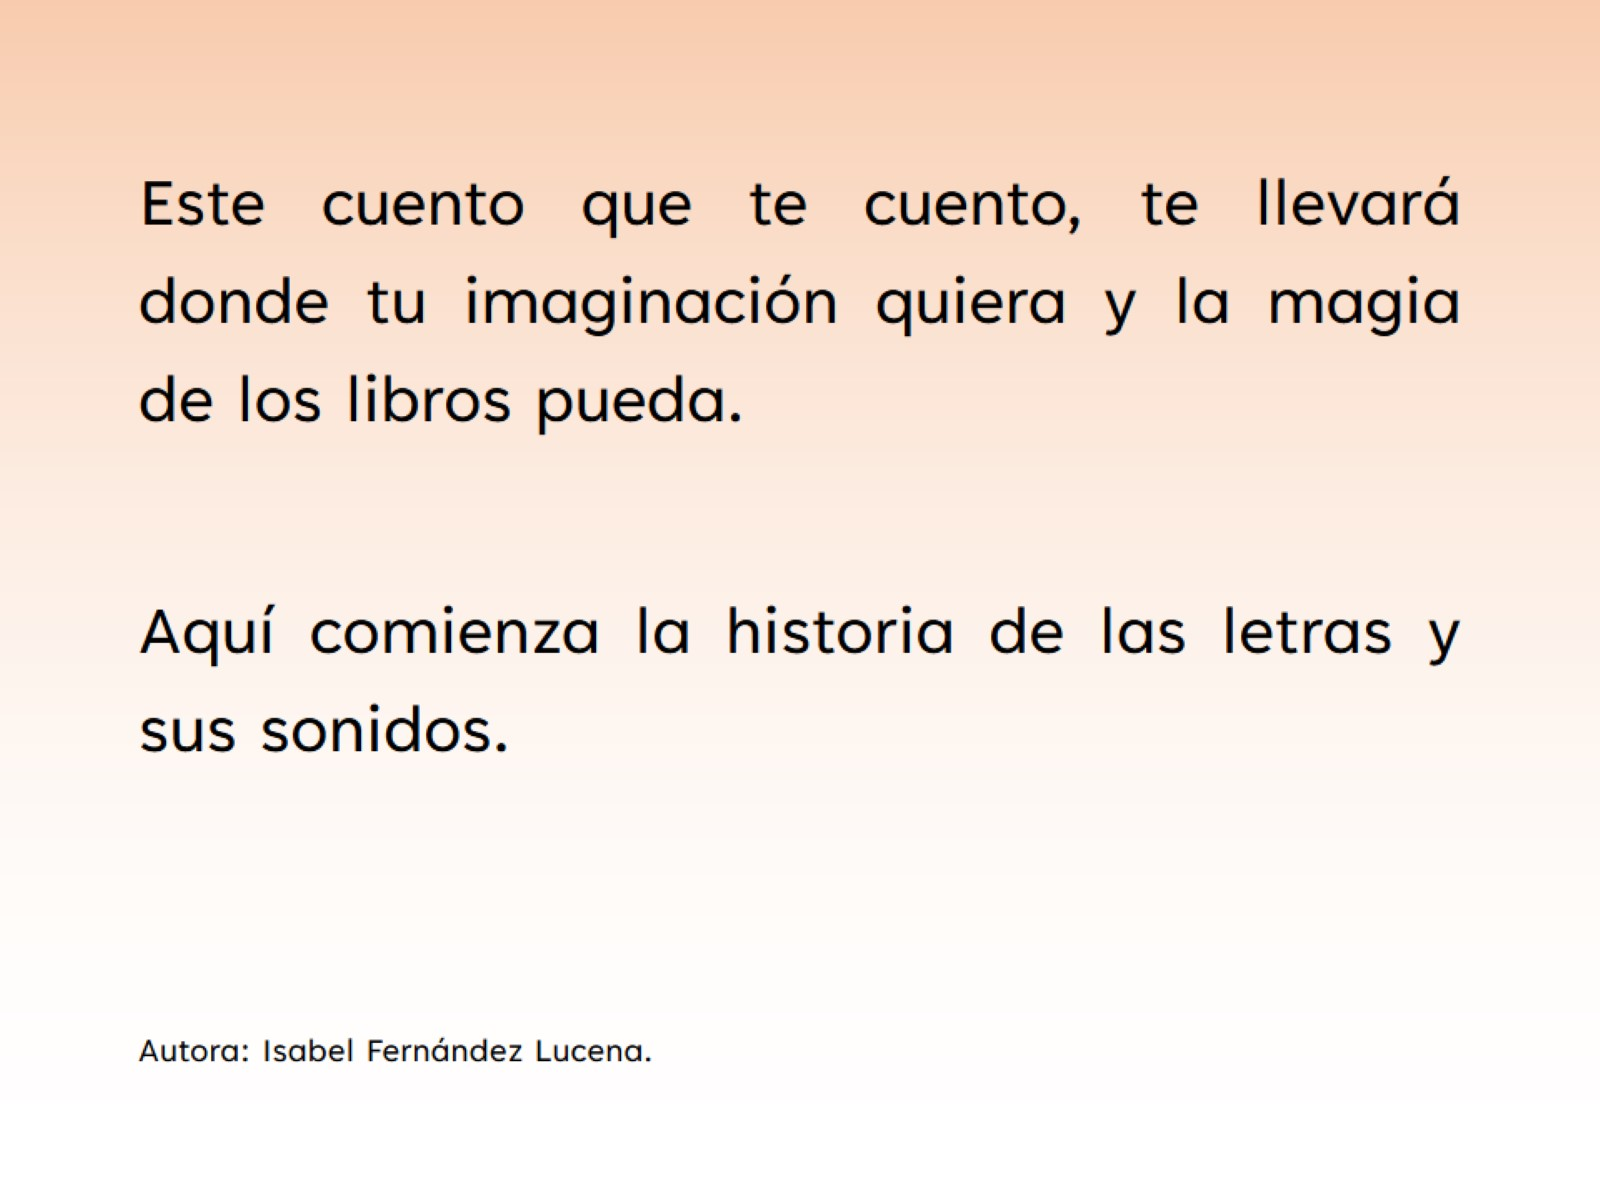 Este cuento que te cuento, te llevará
donde tu imaginación quiera y la magia
de los libros pueda.
Aquí comienza la historia de las letras y
sus sonidos.
Autora: Isabel Fernández Lucena.